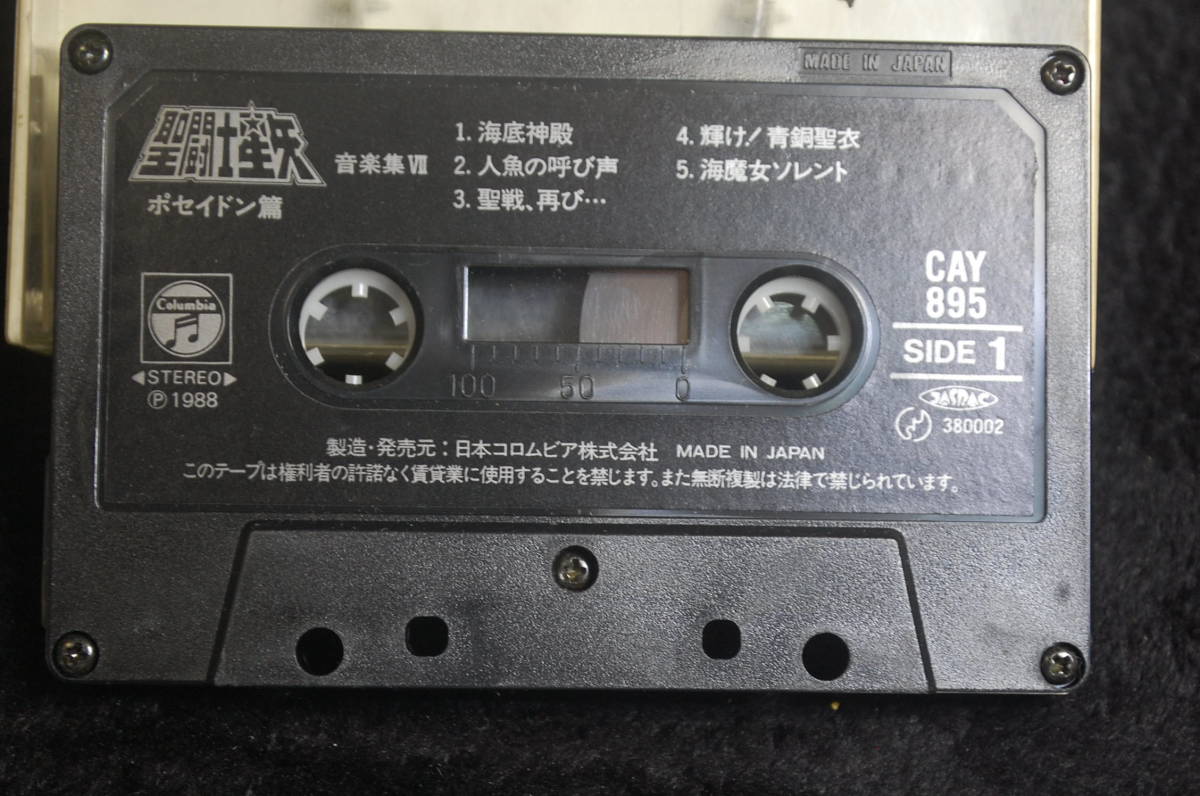 MADE IN JAPAN
聖闘士星矢
ポセイドン篇
音楽集Ⅶ
1. 海底神殿
2. 人魚の呼び声
3. 聖戦、再び…
4. 輝け!青銅聖衣
5. 海魔女ソレント
Columbia
◀STEREO▶
Ⓟ1988
100 50 0
CAY
895
SIDE 1
JASRAC
380002
製造・発売元:日本コロムビア株式会社 MADE IN JAPAN
このテープは権利者の許諾なく賃貸業に使用することを禁じます。また無断複製は法律で禁じられています。